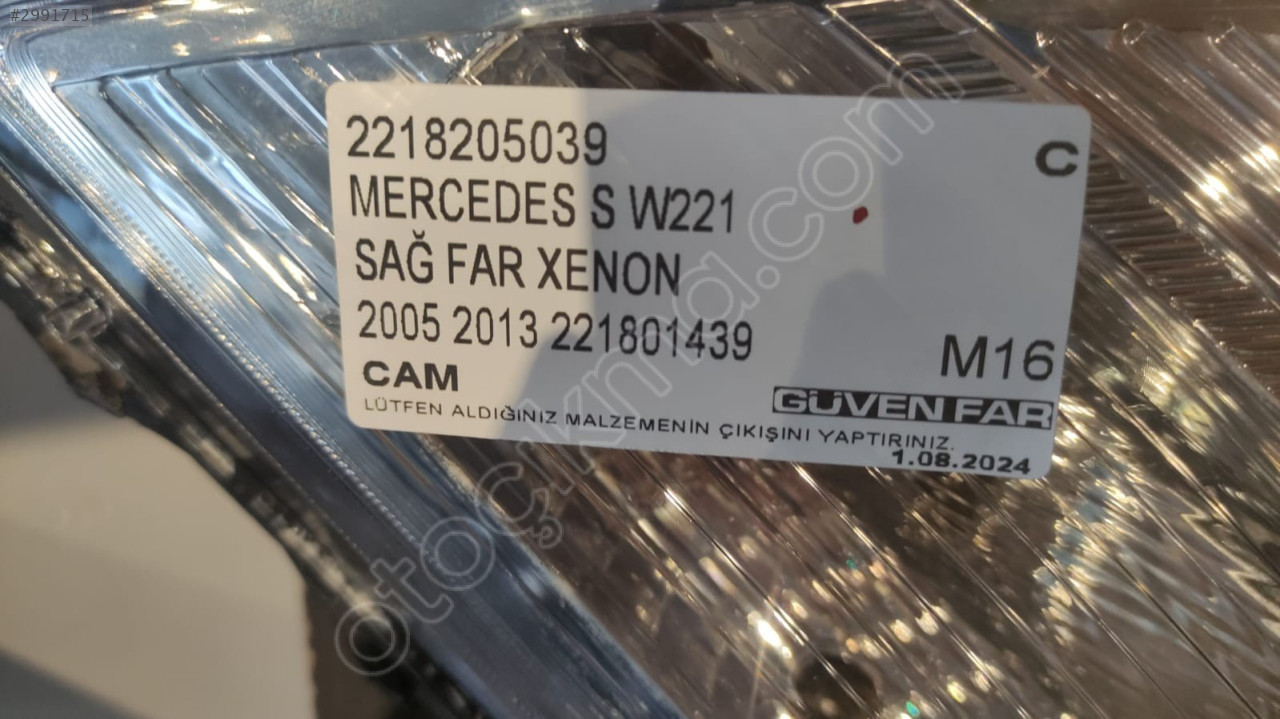 #2991715
2218205039
C
MERCEDES S W221
SAĞ FAR XENON
2005 2013 221801439
M16
CAM
GÜVEN FAR
LÜTFEN ALDIĞINIZ MALZEMENİN ÇIKIŞINI YAPTIRINIZ.
1.08.2024
otoçıkma.com